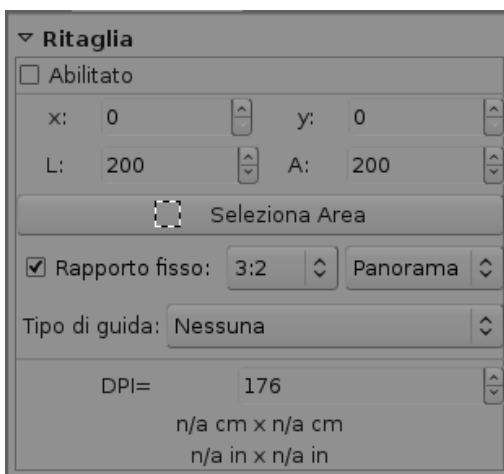 Ritaglia
Abilitato
x: 0 y: 0
L: 200 A: 200
Seleziona Area
Rapporto fisso: 3:2 Panorama
Tipo di guida: Nessuna
DPI= 176
n/a cm x n/a cm
n/a in x n/a in